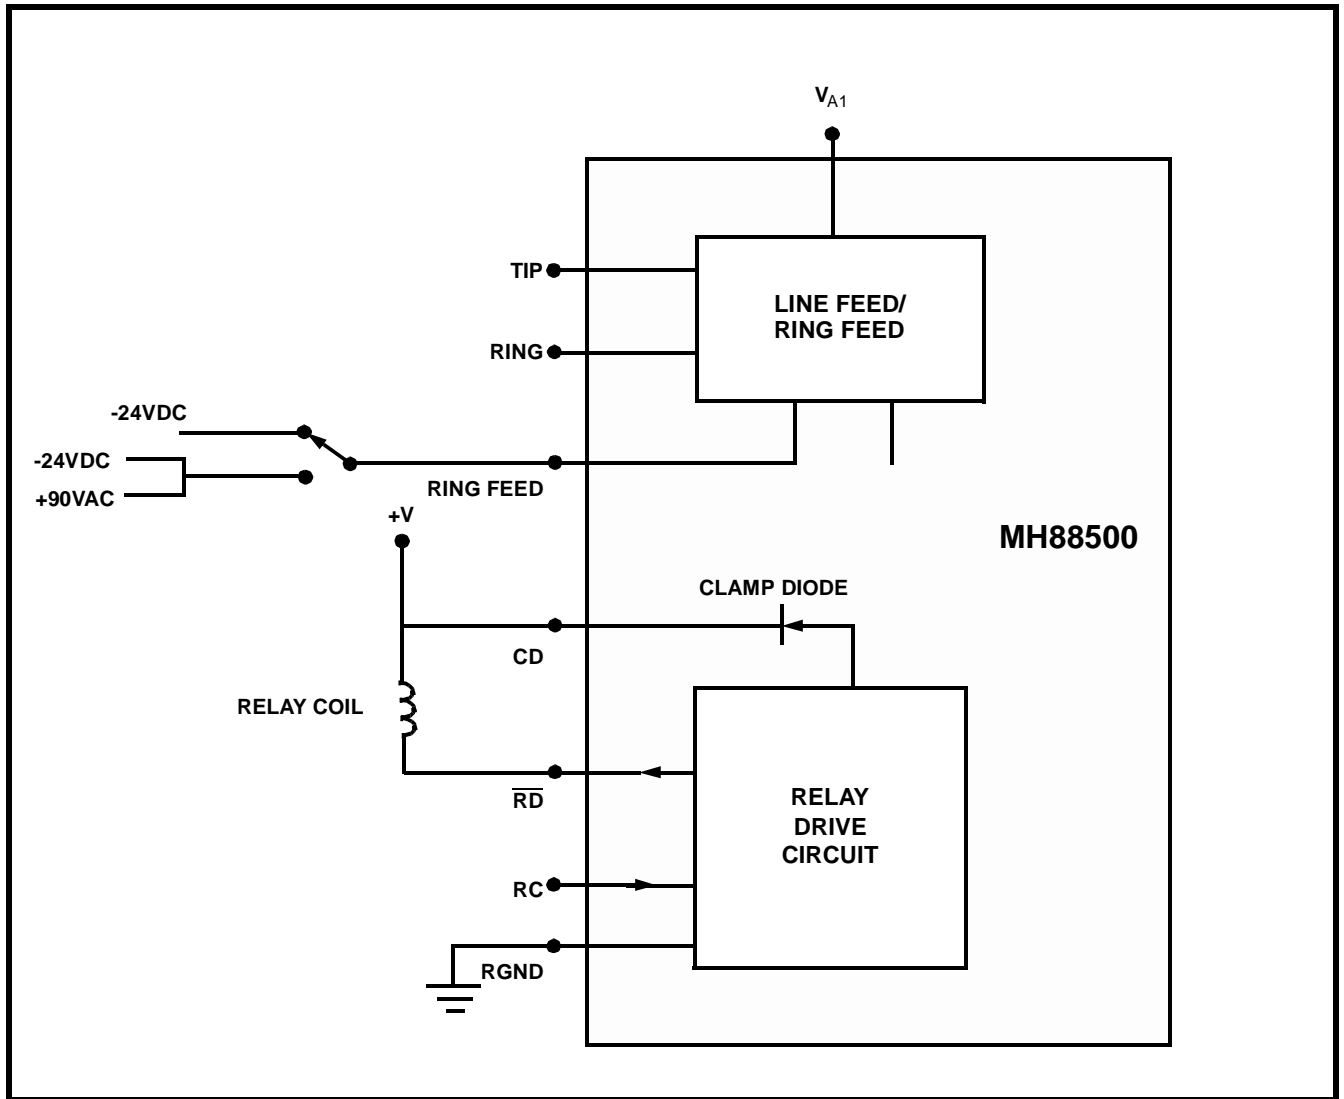 VA1
TIP
LINE FEED/
RING FEED
RING
-24VDC
-24VDC
+90VAC
RING FEED
+V
MH88500
CLAMP DIODE
CD
RELAY COIL
R̅D̅
RELAY
DRIVE
CIRCUIT
RC
RGND